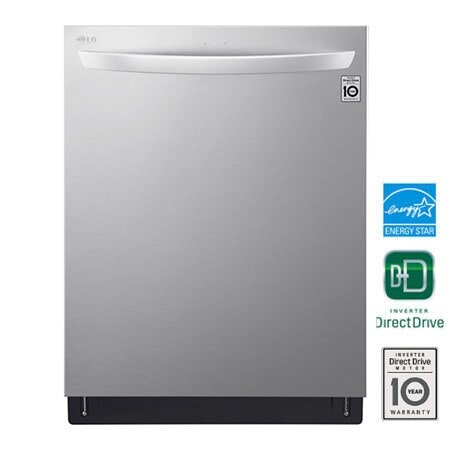 LG
10
energy
ENERGY STAR
INVERTER
DirectDrive
INVERTER
Direct Drive
MOTOR
10 YEAR
WARRANTY